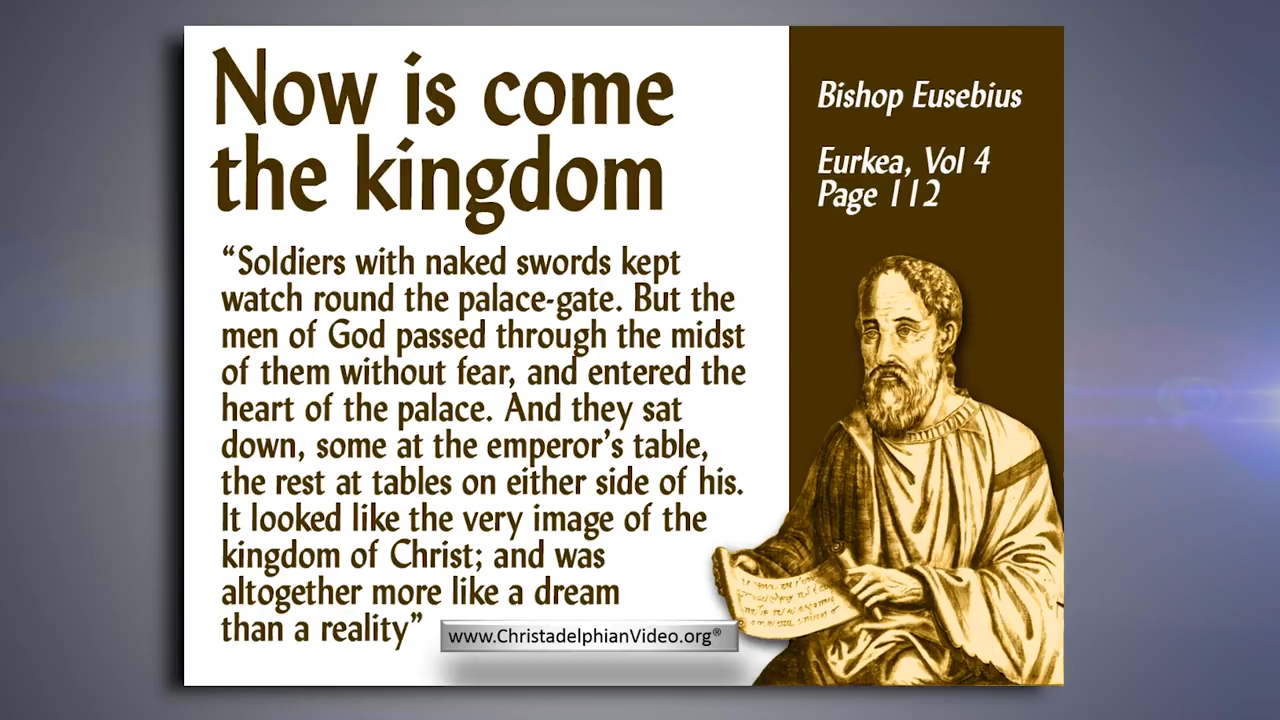 Now is come
the kingdom
“Soldiers with naked swords kept
watch round the palace-gate. But the
men of God passed through the midst
of them without fear, and entered the
heart of the palace. And they sat
down, some at the emperor’s table,
the rest at tables on either side of his.
It looked like the very image of the
kingdom of Christ; and was
altogether more like a dream
than a reality”
www.ChristadelphianVideo.org®
Bishop Eusebius
Eurkea, Vol 4
Page 112